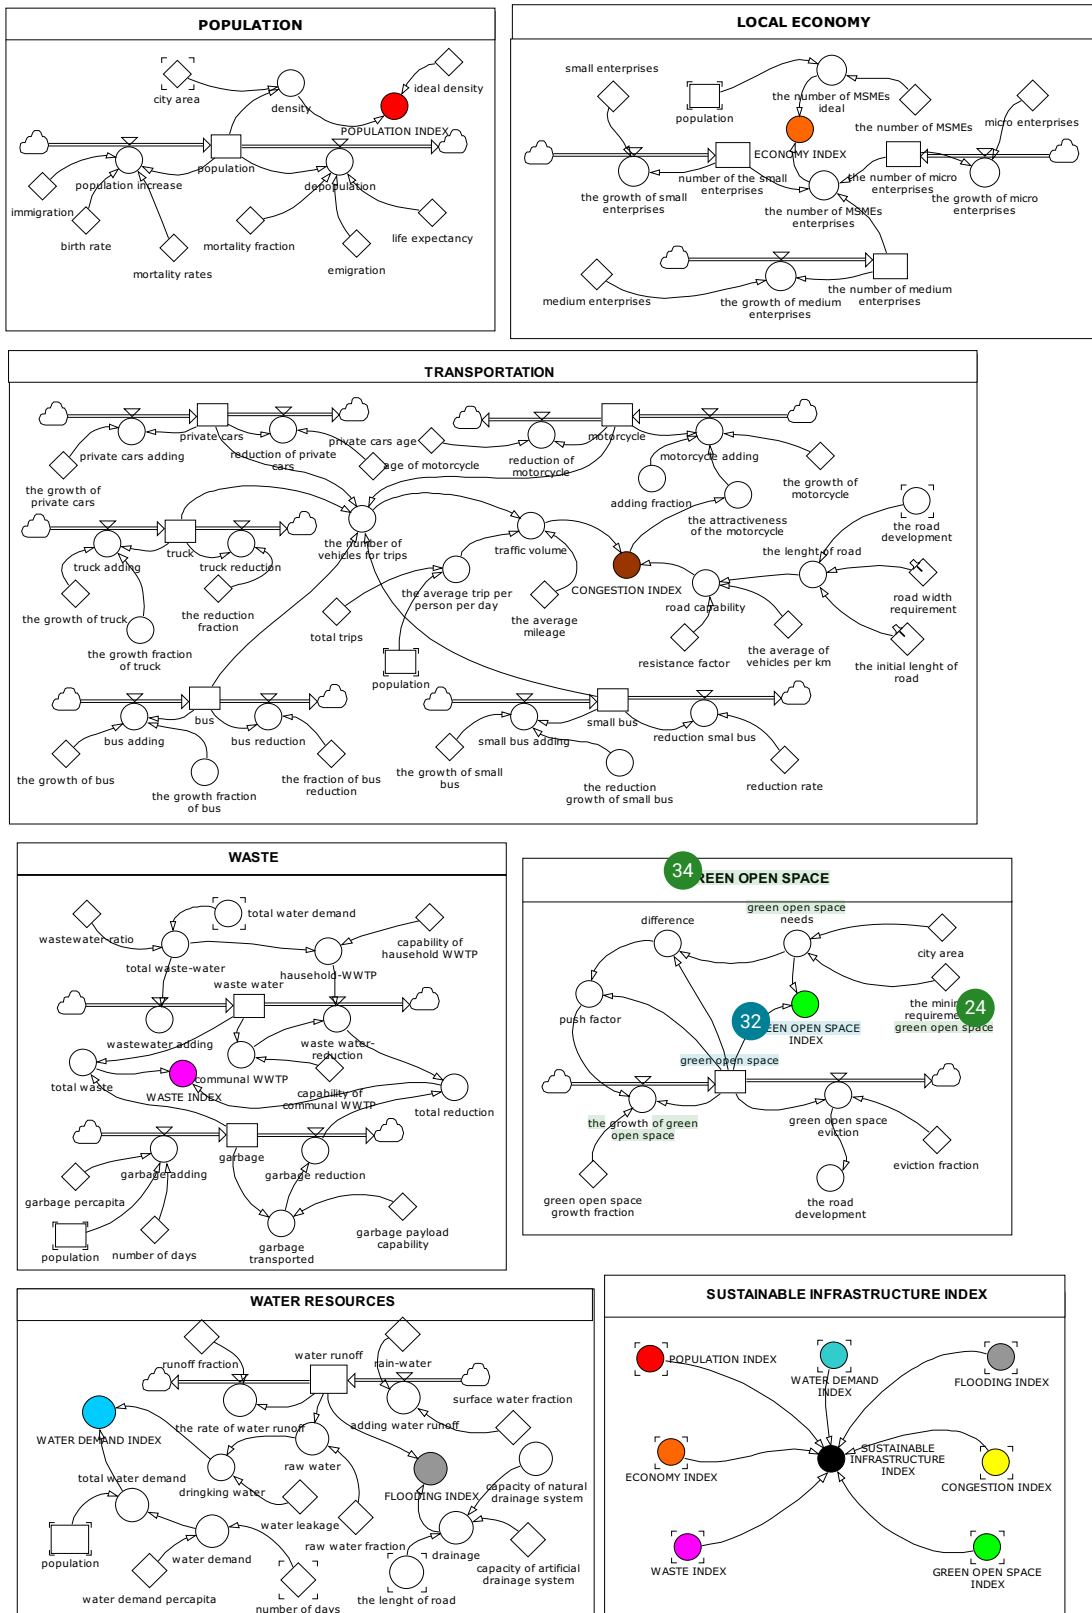 POPULATION
city area
density
ideal density
POPULATION INDEX
population
population increase
depopulation
immigration
birth rate
mortality rates
mortality fraction
emigration
life expectancy
LOCAL ECONOMY
small enterprises
population
the number of MSMEs
ideal
the number of MSMEs
micro enterprises
ECONOMY INDEX
number of the small
enterprises
the number of micro
enterprises
the growth of small
enterprises
the number of MSMEs
enterprises
the growth of micro
enterprises
medium enterprises
the growth of medium
enterprises
the number of medium
enterprises
TRANSPORTATION
private cars
private cars adding
reduction of private
cars
private cars age
the growth of
private cars
motorcycle
age of motorcycle
reduction of
motorcycle
motorcycle adding
the growth of
motorcycle
adding fraction
the attractiveness
of the motorcycle
the road
development
truck
truck adding
truck reduction
the number of
vehicles for trips
traffic volume
the lenght of road
the growth of truck
the reduction
fraction
the growth fraction
of truck
total trips
the average trip per
person per day
the average
mileage
CONGESTION INDEX
road capability
road width
requirement
resistance factor
the average of
vehicles per km
the initial lenght of
road
population
bus
bus adding
bus reduction
the growth of bus
the growth fraction
of bus
the fraction of bus
reduction
small bus
small bus adding
reduction smal bus
the growth of small
bus
the reduction
growth of small bus
reduction rate
WASTE
total water demand
wastewater-ratio
total waste-water
household-WWTP
capability of
household WWTP
waste water
wastewater adding
waste water-
reduction
total waste
WASTE INDEX
communal WWTP
capability of
communal WWTP
total reduction
garbage
garbage adding
garbage reduction
garbage percapita
population
number of days
garbage
transported
garbage payload
capability
34
REEN OPEN SPACE
difference
green open space
needs
city area
push factor
32
EEN OPEN SPACE
INDEX
24
green open space
green open space
the growth of green
open space
green open space
eviction
green open space
growth fraction
the road
development
eviction fraction
WATER RESOURCES
runoff fraction
water runoff
rain-water
surface water fraction
WATER DEMAND INDEX
the rate of water runoff
adding water runoff
raw water
total water demand
dringking water
FLOODING INDEX
capacity of natural
drainage system
water leakage
population
water demand
raw water fraction
drainage
capacity of artificial
drainage system
water demand percapita
number of days
the lenght of road
SUSTAINABLE INFRASTRUCTURE INDEX
POPULATION INDEX
WATER DEMAND
INDEX
FLOODING INDEX
ECONOMY INDEX
SUSTAINABLE
INFRASTRUCTURE
INDEX
CONGESTION INDEX
WASTE INDEX
GREEN OPEN SPACE
INDEX